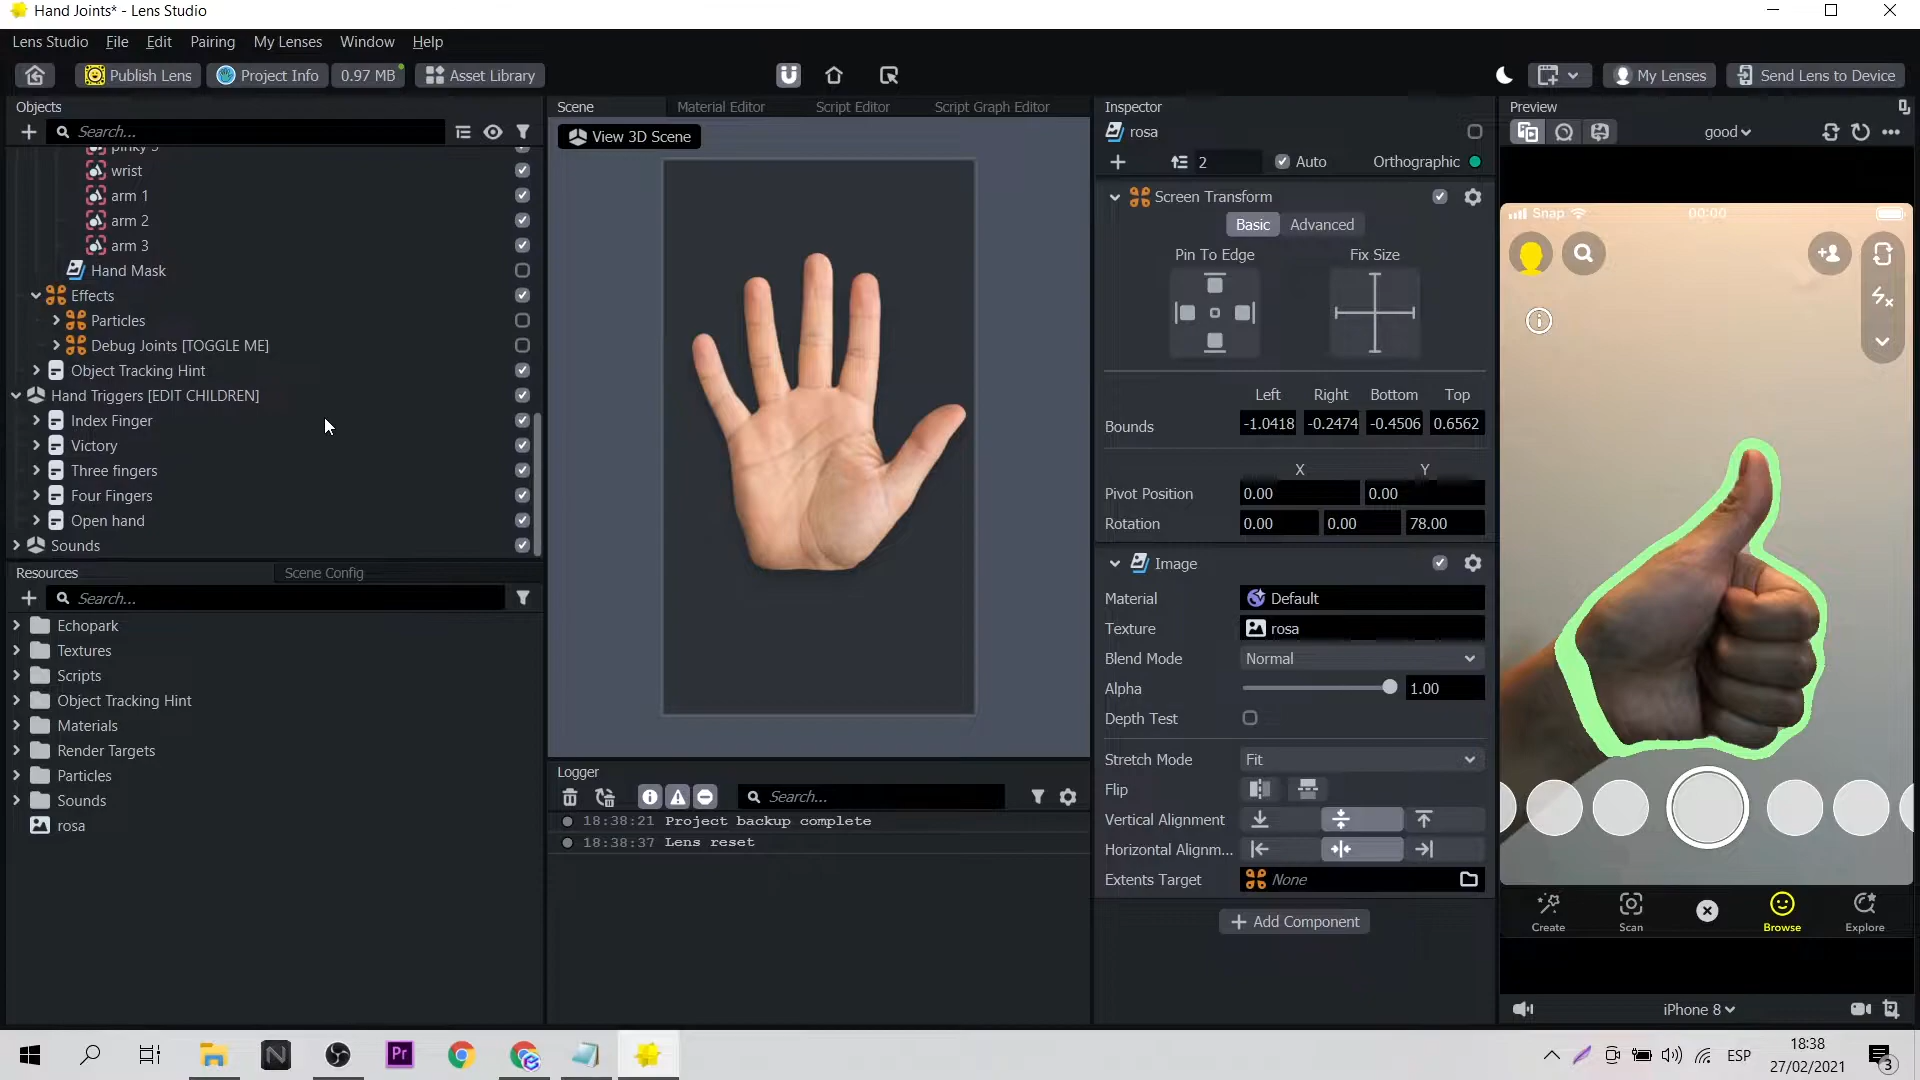 Hand Joints* - Lens Studio
Lens Studio File Edit Pairing My Lenses Window Help
Publish Lens Project Info 0.97 MB Asset Library My Lenses Send Lens to Device
Objects
Search...
pinky 3
wrist
arm 1
arm 2
arm 3
Hand Mask
Effects
Particles
Debug Joints [TOGGLE ME]
Object Tracking Hint
Hand Triggers [EDIT CHILDREN]
Index Finger
Victory
Three fingers
Four Fingers
Open hand
Sounds
Resources Scene Config
Search...
Echopark
Textures
Scripts
Object Tracking Hint
Materials
Render Targets
Particles
Sounds
rosa
Scene Material Editor Script Editor Script Graph Editor
View 3D Scene
Logger
Search...
18:38:21 Project backup complete
18:38:37 Lens reset
Inspector
rosa
2 Auto Orthographic
Screen Transform
Basic Advanced
Pin To Edge Fix Size
Left Right Bottom Top
Bounds -1.0418 -0.2474 -0.4506 0.6562
X Y
Pivot Position 0.00 0.00
Rotation 0.00 0.00 78.00
Image
Material Default
Texture rosa
Blend Mode Normal
Alpha 1.00
Depth Test
Stretch Mode Fit
Flip
Vertical Alignment
Horizontal Alignm...
Extents Target None
Add Component
Preview
good
Snap 00:00
Create Scan Browse Explore
iPhone 8
N Pr
ESP 18:38
27/02/2021 3